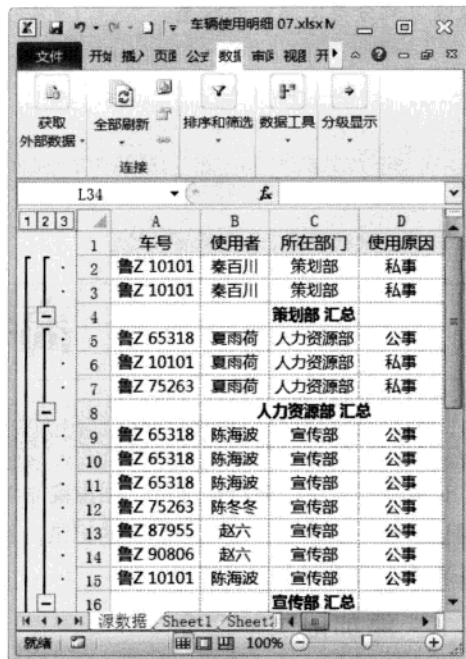 车辆使用明细 07.xlsx M
文件 开始 插入 页面 公式 数据 审阅 视图 开
获取
外部数据
全部刷新
连接
排序和筛选
数据工具
分级显示
L34 fx
1 2 3 A B C D
1 车号 使用者 所在部门 使用原因
2 鲁Z 10101 秦百川 策划部 私事
3 鲁Z 10101 秦百川 策划部 私事
4 策划部 汇总
5 鲁Z 65318 夏雨荷 人力资源部 公事
6 鲁Z 10101 夏雨荷 人力资源部 私事
7 鲁Z 75263 夏雨荷 人力资源部 私事
8 人力资源部 汇总
9 鲁Z 65318 陈海波 宣传部 公事
10 鲁Z 65318 陈海波 宣传部 公事
11 鲁Z 65318 陈海波 宣传部 公事
12 鲁Z 75263 陈冬冬 宣传部 公事
13 鲁Z 87955 赵六 宣传部 公事
14 鲁Z 90806 赵六 宣传部 公事
15 鲁Z 10101 陈海波 宣传部 公事
16 宣传部 汇总
源数据 Sheet1 Sheet2
就绪 100%